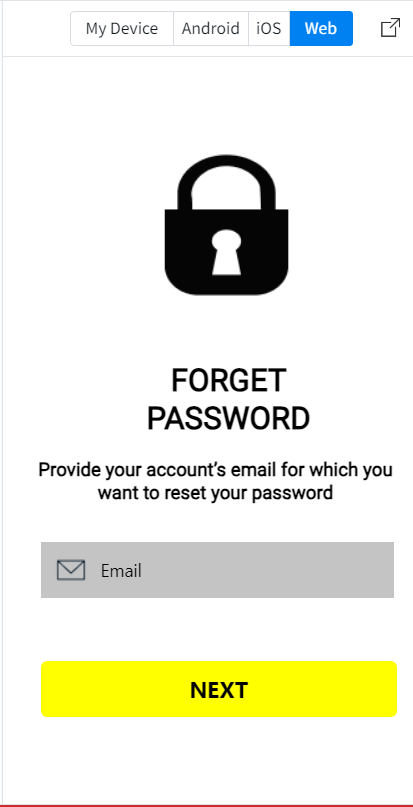 My Device Android iOS Web
FORGET
PASSWORD
Provide your account's email for which you
want to reset your password
Email
NEXT